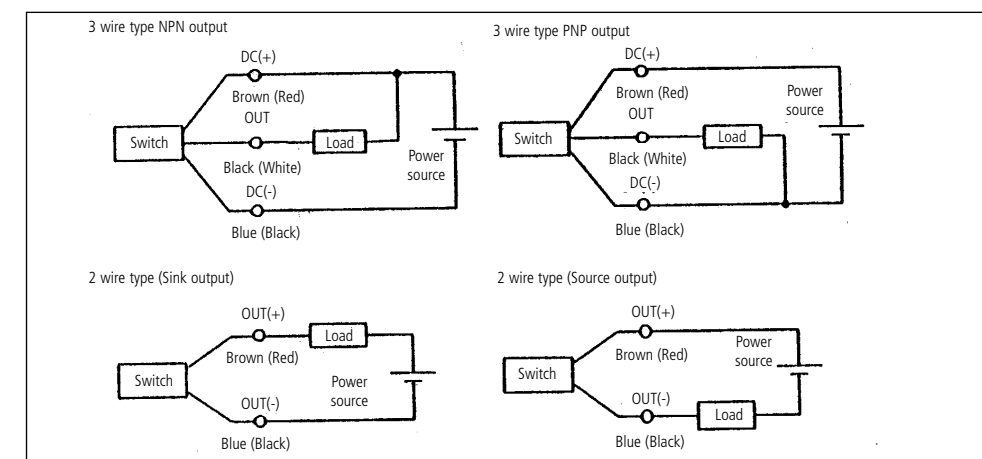 3 wire type NPN output
DC(+)
Brown (Red)
OUT
Switch
Load
Black (White)
Power
source
DC(-)
Blue (Black)
3 wire type PNP output
DC(+)
Brown (Red)
Power
source
OUT
Switch
Load
Black (White)
DC(-)
Blue (Black)
2 wire type (Sink output)
OUT(+)
Load
Brown (Red)
Switch
Power
source
OUT(-)
Blue (Black)
2 wire type (Source output)
OUT(+)
Power
source
Brown (Red)
Switch
OUT(-)
Load
Blue (Black)